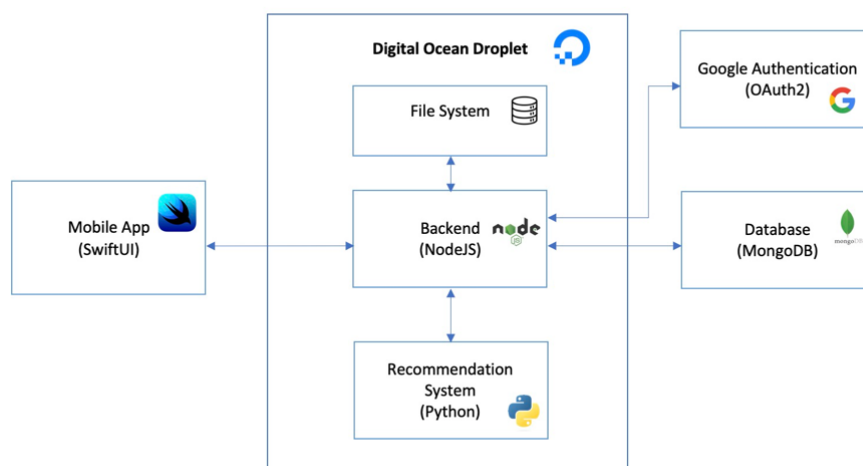 Digital Ocean Droplet
File System
Google Authentication
(OAuth2)
Mobile App
(SwiftUI)
Backend
(NodeJS)
node
JS
Database
(MongoDB)
mongoDB
Recommendation
System
(Python)